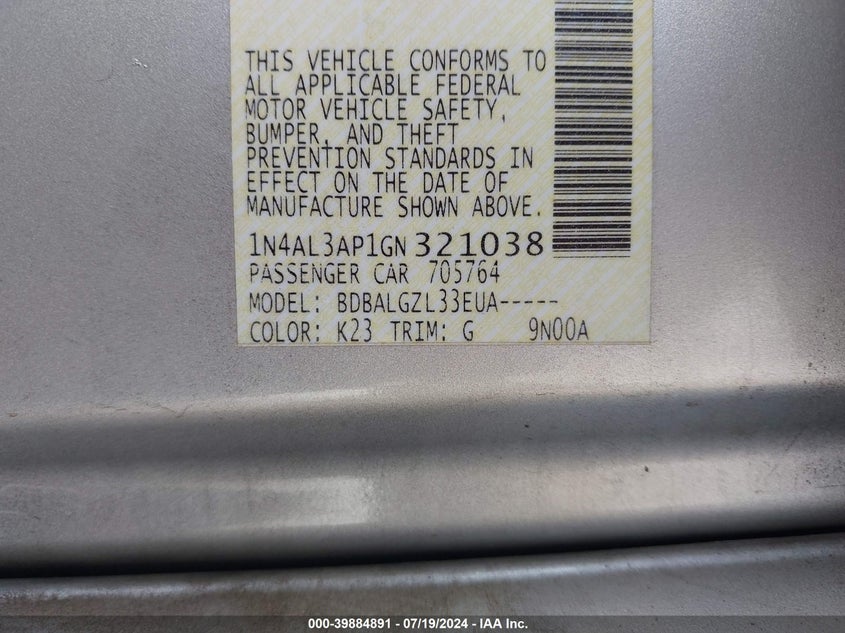 THIS VEHICLE CONFORMS TO
ALL APPLICABLE FEDERAL
MOTOR VEHICLE SAFETY,
BUMPER, AND THEFT
PREVENTION STANDARDS IN
EFFECT ON THE DATE OF
MANUFACTURE SHOWN ABOVE.
1N4AL3AP1GN321038
PASSENGER CAR 705764
MODEL: BDBALGZL33EUA-----
COLOR: K23 TRIM: G 9N00A
000-39884891 - 07/19/2024 - IAA Inc.